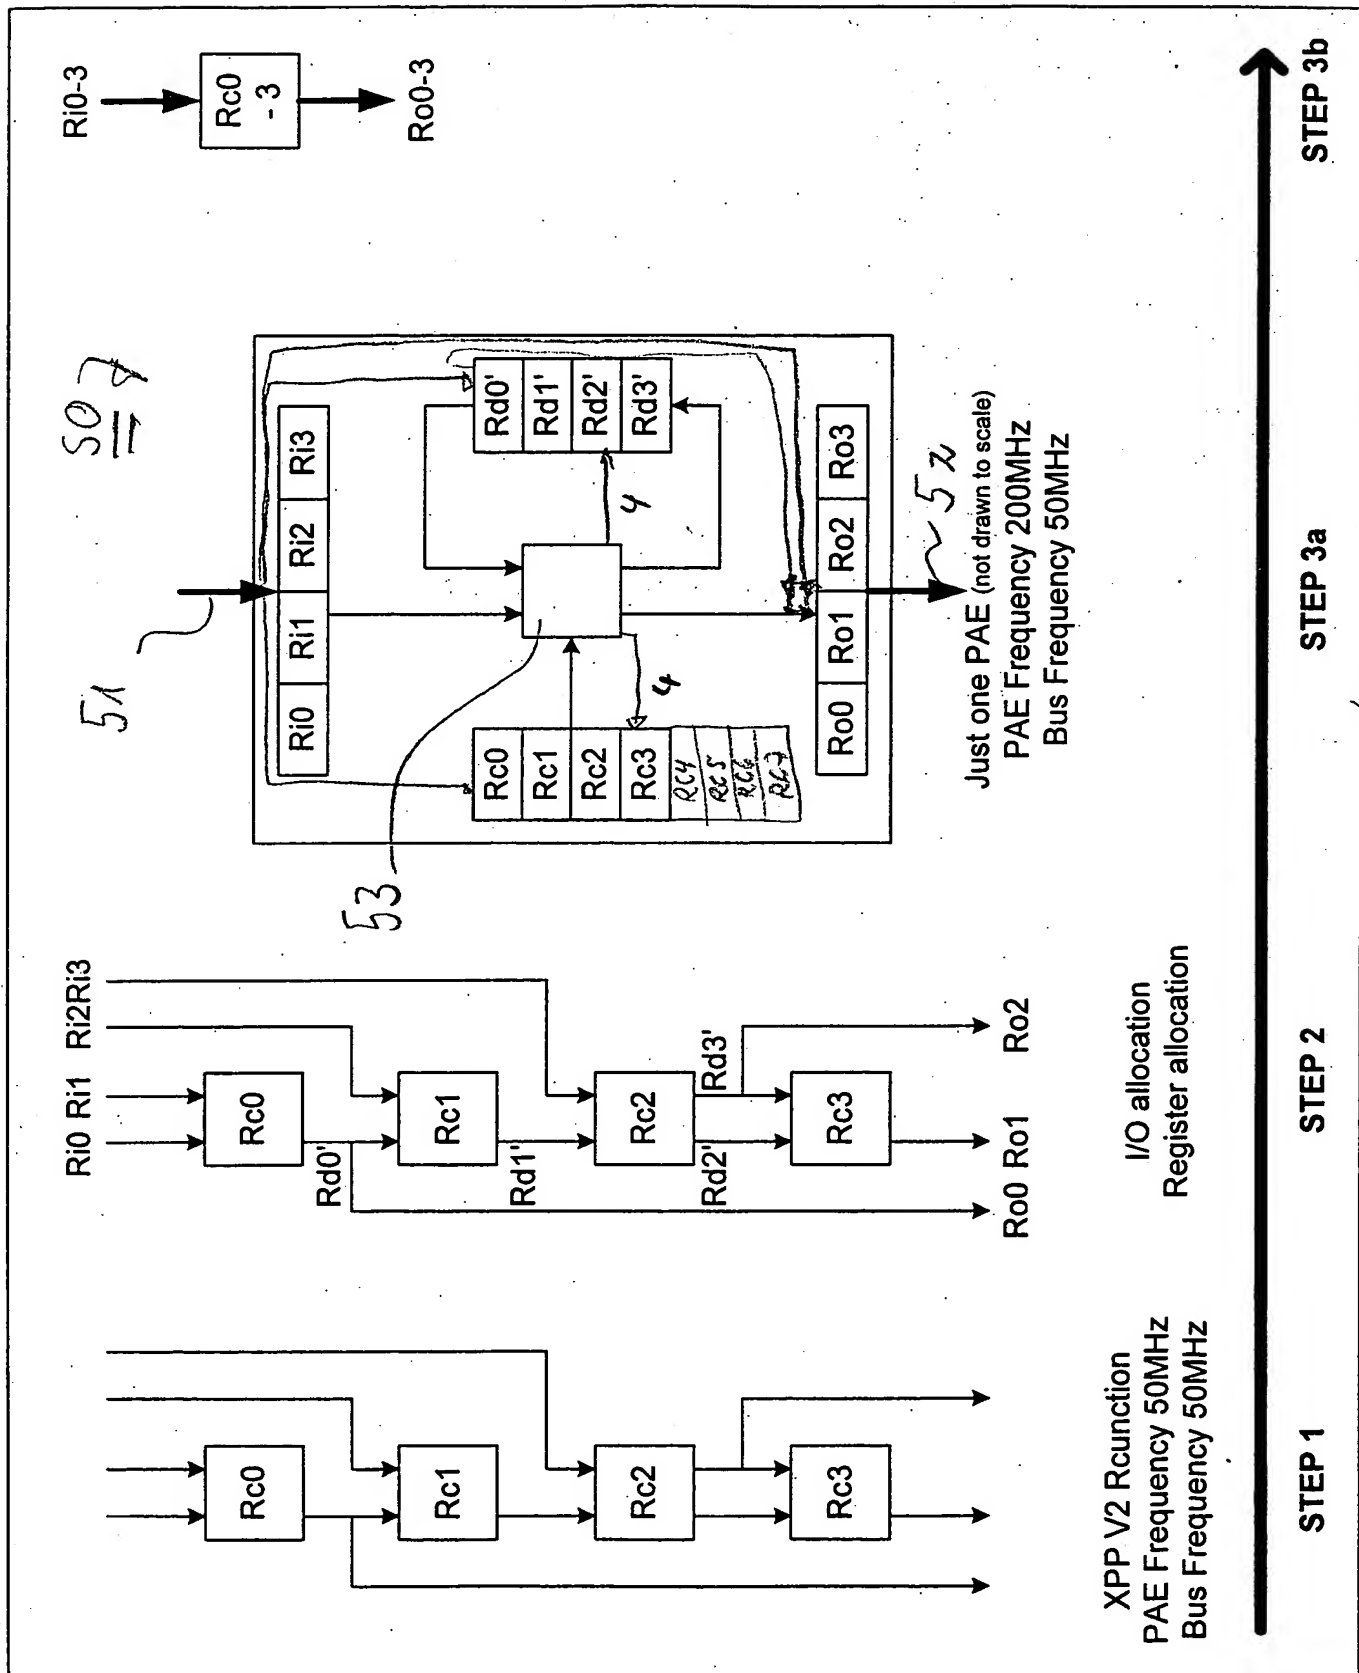 Rc0
Rc1
Rc2
Rc3
XPP V2 Rcunction
PAE Frequency 50MHz
Bus Frequency 50MHz
STEP 1
Ri0 Ri1 Ri2Ri3
Rc0
Rd0'
Rc1
Rd1'
Rc2
Rd2'
Rd3'
Rc3
Ro0 Ro1 Ro2
I/O allocation
Register allocation
STEP 2
51
Ri0 Ri1 Ri2 Ri3
53
Rc0
Rc1
Rc2
Rc3
RC4
RC5
RC6
RC7
4
4
Rd0'
Rd1'
Rd2'
Rd3'
Ro0 Ro1 Ro2 Ro3
52
Just one PAE (not drawn to scale)
PAE Frequency 200MHz
Bus Frequency 50MHz
STEP 3a
Ri0-3
Rc0
- 3
Ro0-3
STEP 3b